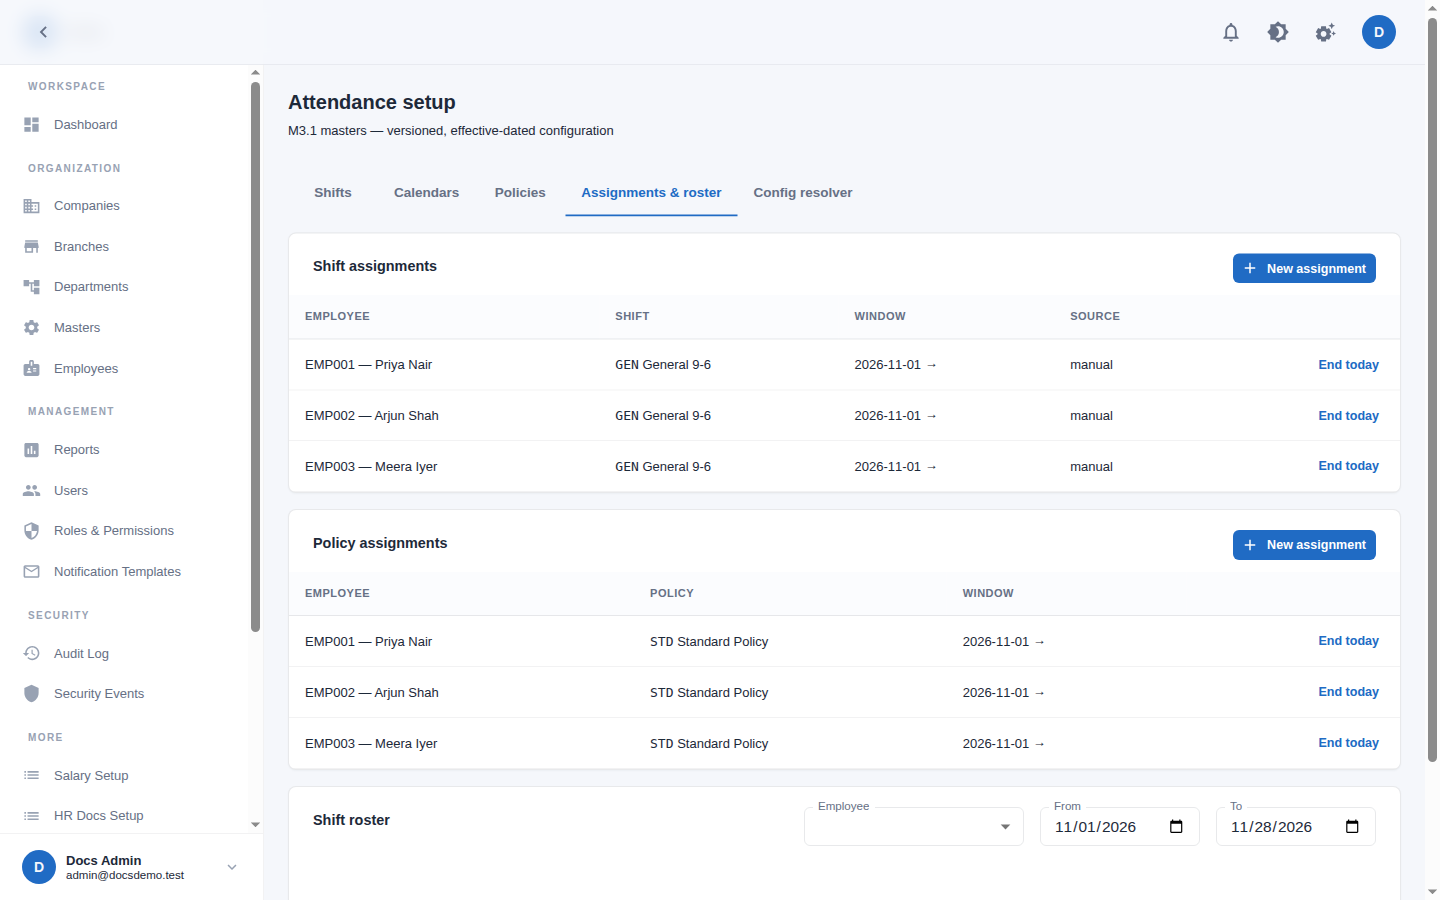 D
WORKSPACE
Dashboard
ORGANIZATION
Companies
Branches
Departments
Masters
Employees
MANAGEMENT
Reports
Users
Roles & Permissions
Notification Templates
SECURITY
Audit Log
Security Events
MORE
Salary Setup
HR Docs Setup
D
Docs Admin
admin@docsdemo.test
Attendance setup
M3.1 masters — versioned, effective-dated configuration
Shifts Calendars Policies Assignments & roster Config resolver
Shift assignments New assignment
EMPLOYEE SHIFT WINDOW SOURCE
EMP001 — Priya Nair GEN General 9-6 2026-11-01 → manual End today
EMP002 — Arjun Shah GEN General 9-6 2026-11-01 → manual End today
EMP003 — Meera Iyer GEN General 9-6 2026-11-01 → manual End today
Policy assignments New assignment
EMPLOYEE POLICY WINDOW
EMP001 — Priya Nair STD Standard Policy 2026-11-01 → End today
EMP002 — Arjun Shah STD Standard Policy 2026-11-01 → End today
EMP003 — Meera Iyer STD Standard Policy 2026-11-01 → End today
Employee From To
Shift roster 11/01/2026 11/28/2026